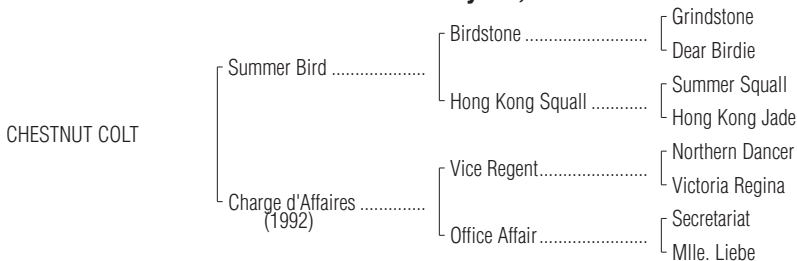 Grindstone
Birdstone ........................
Dear Birdie
Summer Bird ....................
Summer Squall
Hong Kong Squall ...........
Hong Kong Jade
CHESTNUT COLT
Northern Dancer
Vice Regent.....................
Victoria Regina
Charge d'Affaires ..............
(1992)
Secretariat
Office Affair.....................
Mlle. Liebe